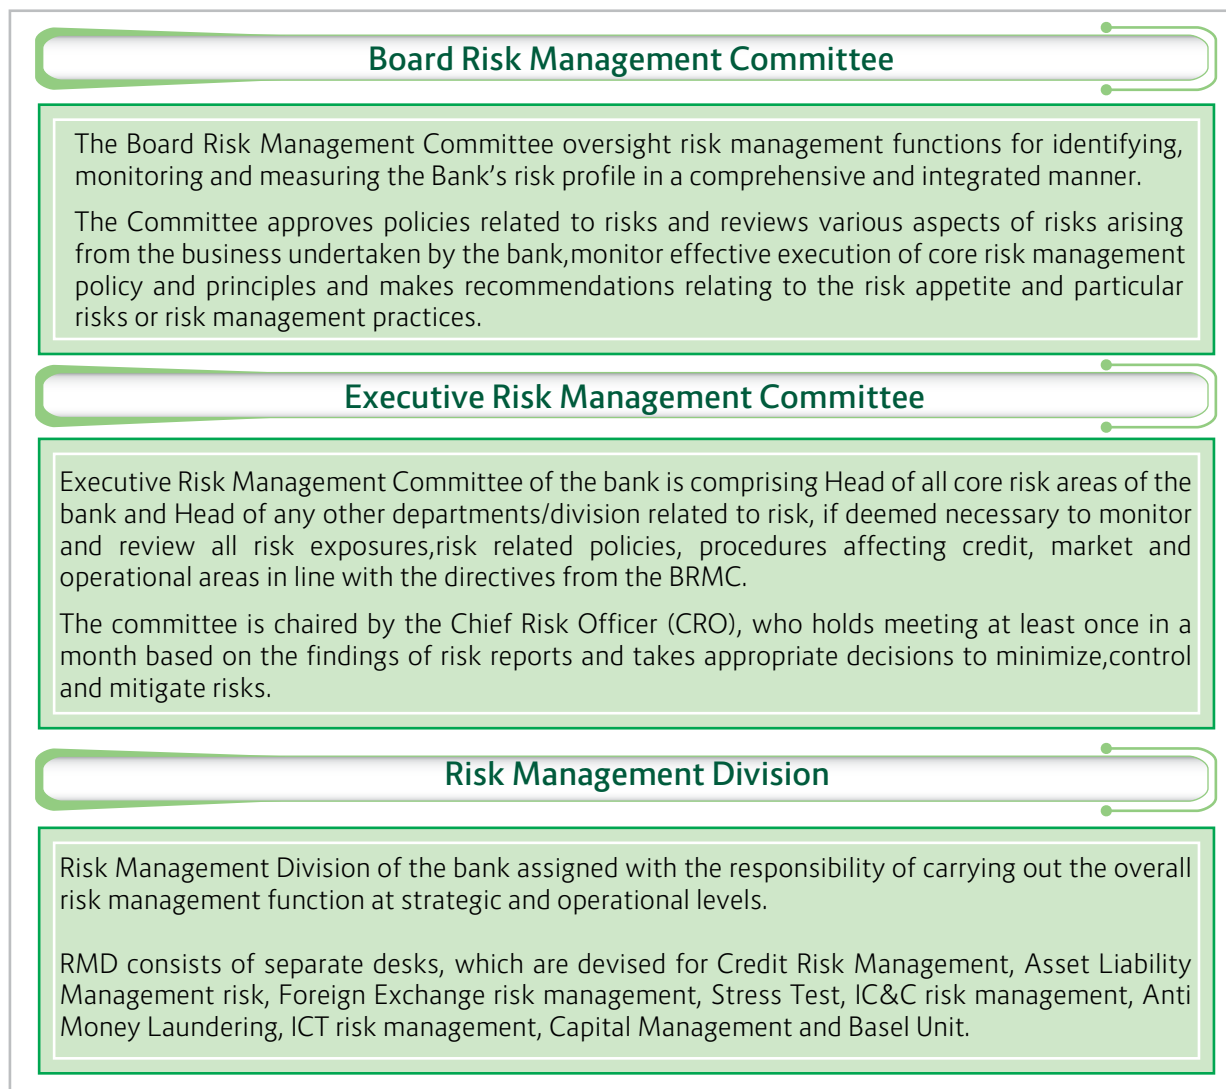 Board Risk Management Committee
The Board Risk Management Committee oversight risk management functions for identifying,
monitoring and measuring the Bank's risk profile in a comprehensive and integrated manner.
The Committee approves policies related to risks and reviews various aspects of risks arising
from the business undertaken by the bank,monitor effective execution of core risk management
policy and principles and makes recommendations relating to the risk appetite and particular
risks or risk management practices.
Executive Risk Management Committee
Executive Risk Management Committee of the bank is comprising Head of all core risk areas of the
bank and Head of any other departments/division related to risk, if deemed necessary to monitor
and review all risk exposures,risk related policies, procedures affecting credit, market and
operational areas in line with the directives from the BRMC.
The committee is chaired by the Chief Risk Officer (CRO), who holds meeting at least once in a
month based on the findings of risk reports and takes appropriate decisions to minimize,control
and mitigate risks.
Risk Management Division
Risk Management Division of the bank assigned with the responsibility of carrying out the overall
risk management function at strategic and operational levels.
RMD consists of separate desks, which are devised for Credit Risk Management, Asset Liability
Management risk, Foreign Exchange risk management, Stress Test, IC&C risk management, Anti
Money Laundering, ICT risk management, Capital Management and Basel Unit.